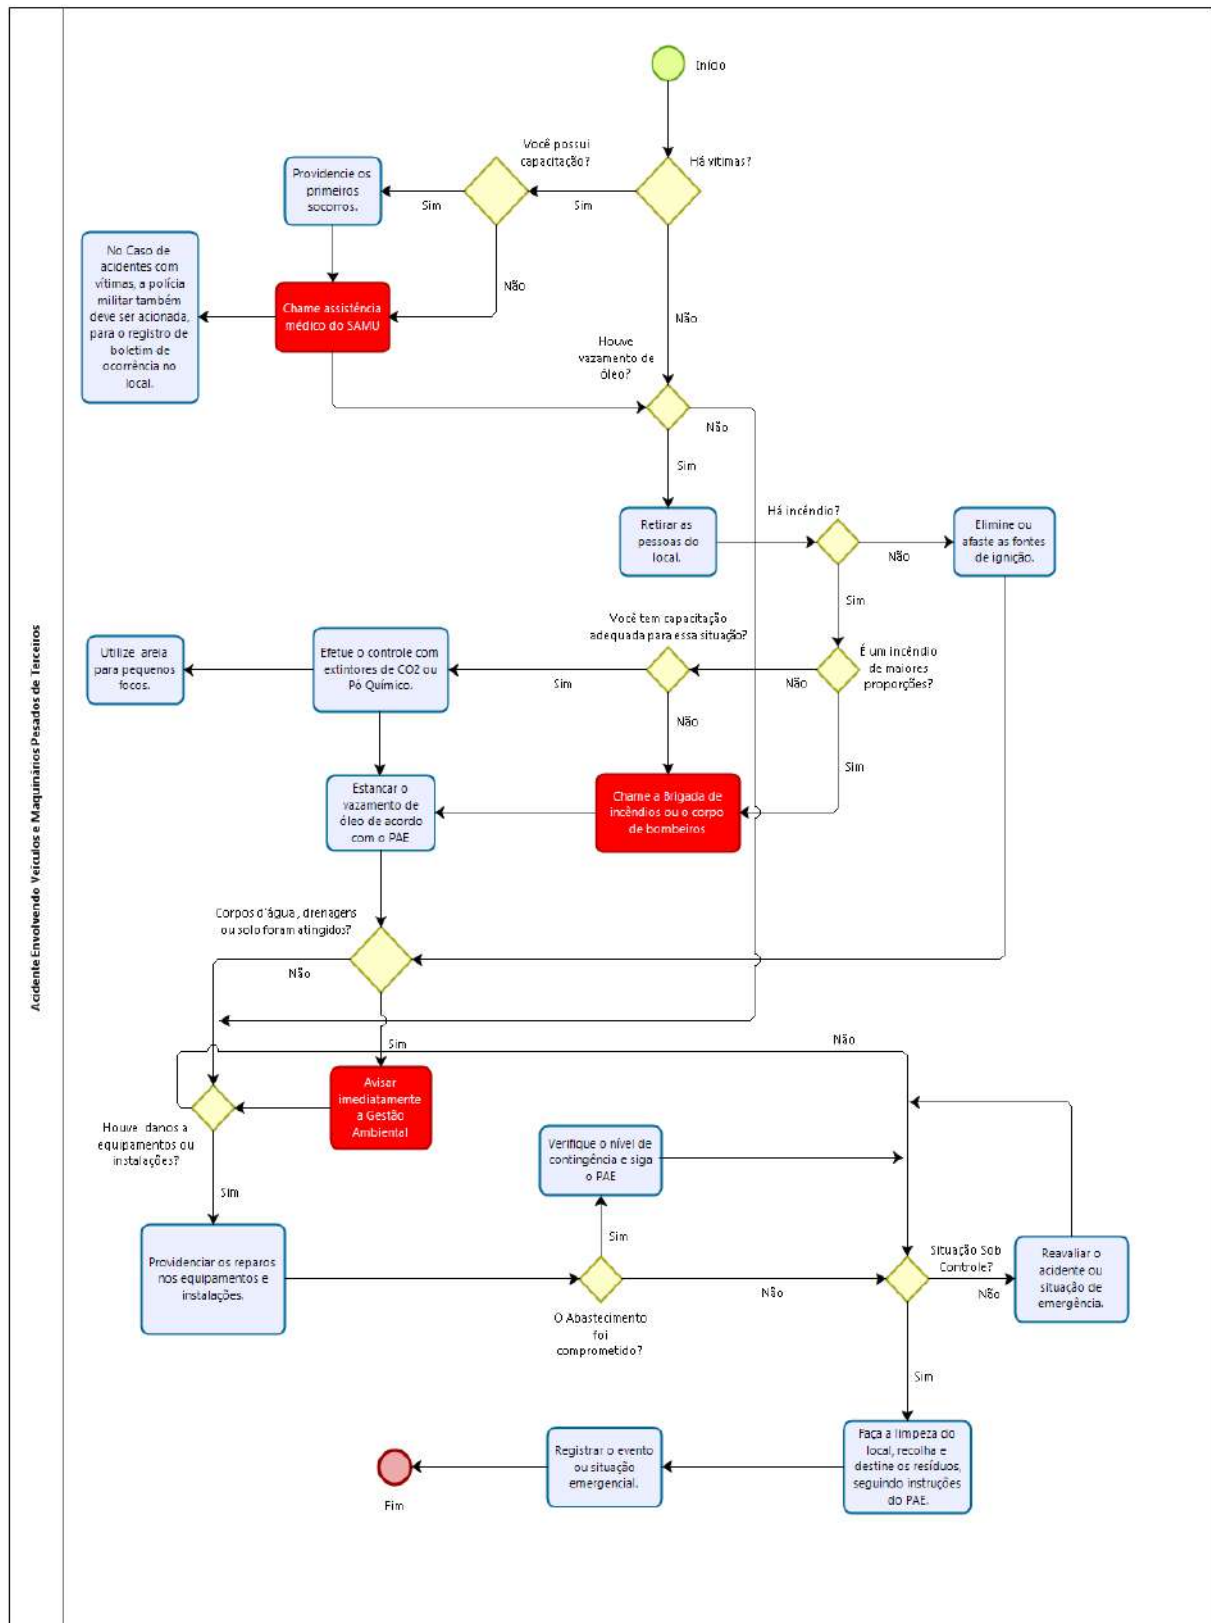 Acidente Envolvendo Veículos e Maquinários Pesados de Terceiros
Início
Há vítimas?
Você possui
capacitação?
Sim
Sim
Providencie os
primeiros
socorros.
Não
Não
No Caso de
acidentes com
vítimas, a polícia
militar também
deve ser acionada,
para o registro de
boletim de
ocorrência no
local.
Chame assistência
médico do SAMU
Houve
vazamento de
óleo?
Não
Sim
Retirar as
pessoas do
local.
Há incêndio?
Não
Elimine ou
afaste as fontes
de ignição.
Sim
Você tem capacitação
adequada para essa situação?
É um incêndio
de maiores
proporções?
Não
Sim
Efetue o controle com
extintores de CO2 ou
Pó Químico.
Utilize areia
para pequenos
focos.
Não
Sim
Chame a Brigada de
incêndios ou o corpo
de bombeiros
Estancar o
vazamento de
óleo de acordo
com o PAE
Corpos d'água, drenagens
ou solo foram atingidos?
Não
Sim
Não
Avisar
imediatamente
a Gestão
Ambiental
Houve danos a
equipamentos ou
instalações?
Sim
Verifique o nível de
contingência e siga
o PAE
Sim
Providenciar os reparos
nos equipamentos e
instalações.
O Abastecimento
foi
comprometido?
Não
Situação Sob
Controle?
Não
Reavaliar o
acidente ou
situação de
emergência.
Sim
Faça a limpeza do
local, recolha e
destine os resíduos,
seguindo instruções
do PAE.
Registrar o evento
ou situação
emergencial.
Fim